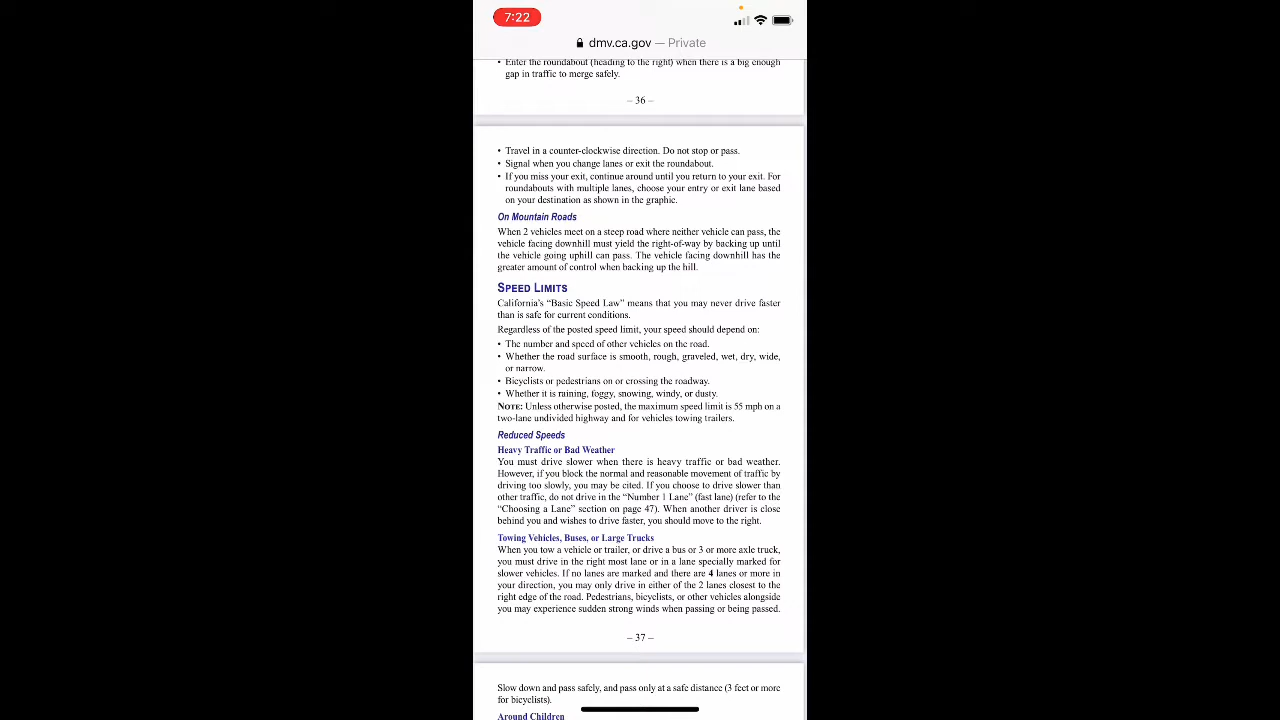 7:22
dmv.ca.gov — Private
• Enter the roundabout (heading to the right) when there is a big enough
gap in traffic to merge safely.
– 36 –
• Travel in a counter-clockwise direction. Do not stop or pass.
• Signal when you change lanes or exit the roundabout.
• If you miss your exit, continue around until you return to your exit. For
roundabouts with multiple lanes, choose your entry or exit lane based
on your destination as shown in the graphic.
On Mountain Roads
When 2 vehicles meet on a steep road where neither vehicle can pass, the
vehicle facing downhill must yield the right-of-way by backing up until
the vehicle going uphill can pass. The vehicle facing downhill has the
greater amount of control when backing up the hill.
SPEED LIMITS
California's “Basic Speed Law” means that you may never drive faster
than is safe for current conditions.
Regardless of the posted speed limit, your speed should depend on:
• The number and speed of other vehicles on the road.
• Whether the road surface is smooth, rough, graveled, wet, dry, wide,
or narrow.
• Bicyclists or pedestrians on or crossing the roadway.
• Whether it is raining, foggy, snowing, windy, or dusty.
NOTE: Unless otherwise posted, the maximum speed limit is 55 mph on a
two-lane undivided highway and for vehicles towing trailers.
Reduced Speeds
Heavy Traffic or Bad Weather
You must drive slower when there is heavy traffic or bad weather.
However, if you block the normal and reasonable movement of traffic by
driving too slowly, you may be cited. If you choose to drive slower than
other traffic, do not drive in the “Number 1 Lane” (fast lane) (refer to the
“Choosing a Lane” section on page 47). When another driver is close
behind you and wishes to drive faster, you should move to the right.
Towing Vehicles, Buses, or Large Trucks
When you tow a vehicle or trailer, or drive a bus or 3 or more axle truck,
you must drive in the right most lane or in a lane specially marked for
slower vehicles. If no lanes are marked and there are 4 lanes or more in
your direction, you may only drive in either of the 2 lanes closest to the
right edge of the road. Pedestrians, bicyclists, or other vehicles alongside
you may experience sudden strong winds when passing or being passed.
– 37 –
Slow down and pass safely, and pass only at a safe distance (3 feet or more
for bicyclists).
Around Children